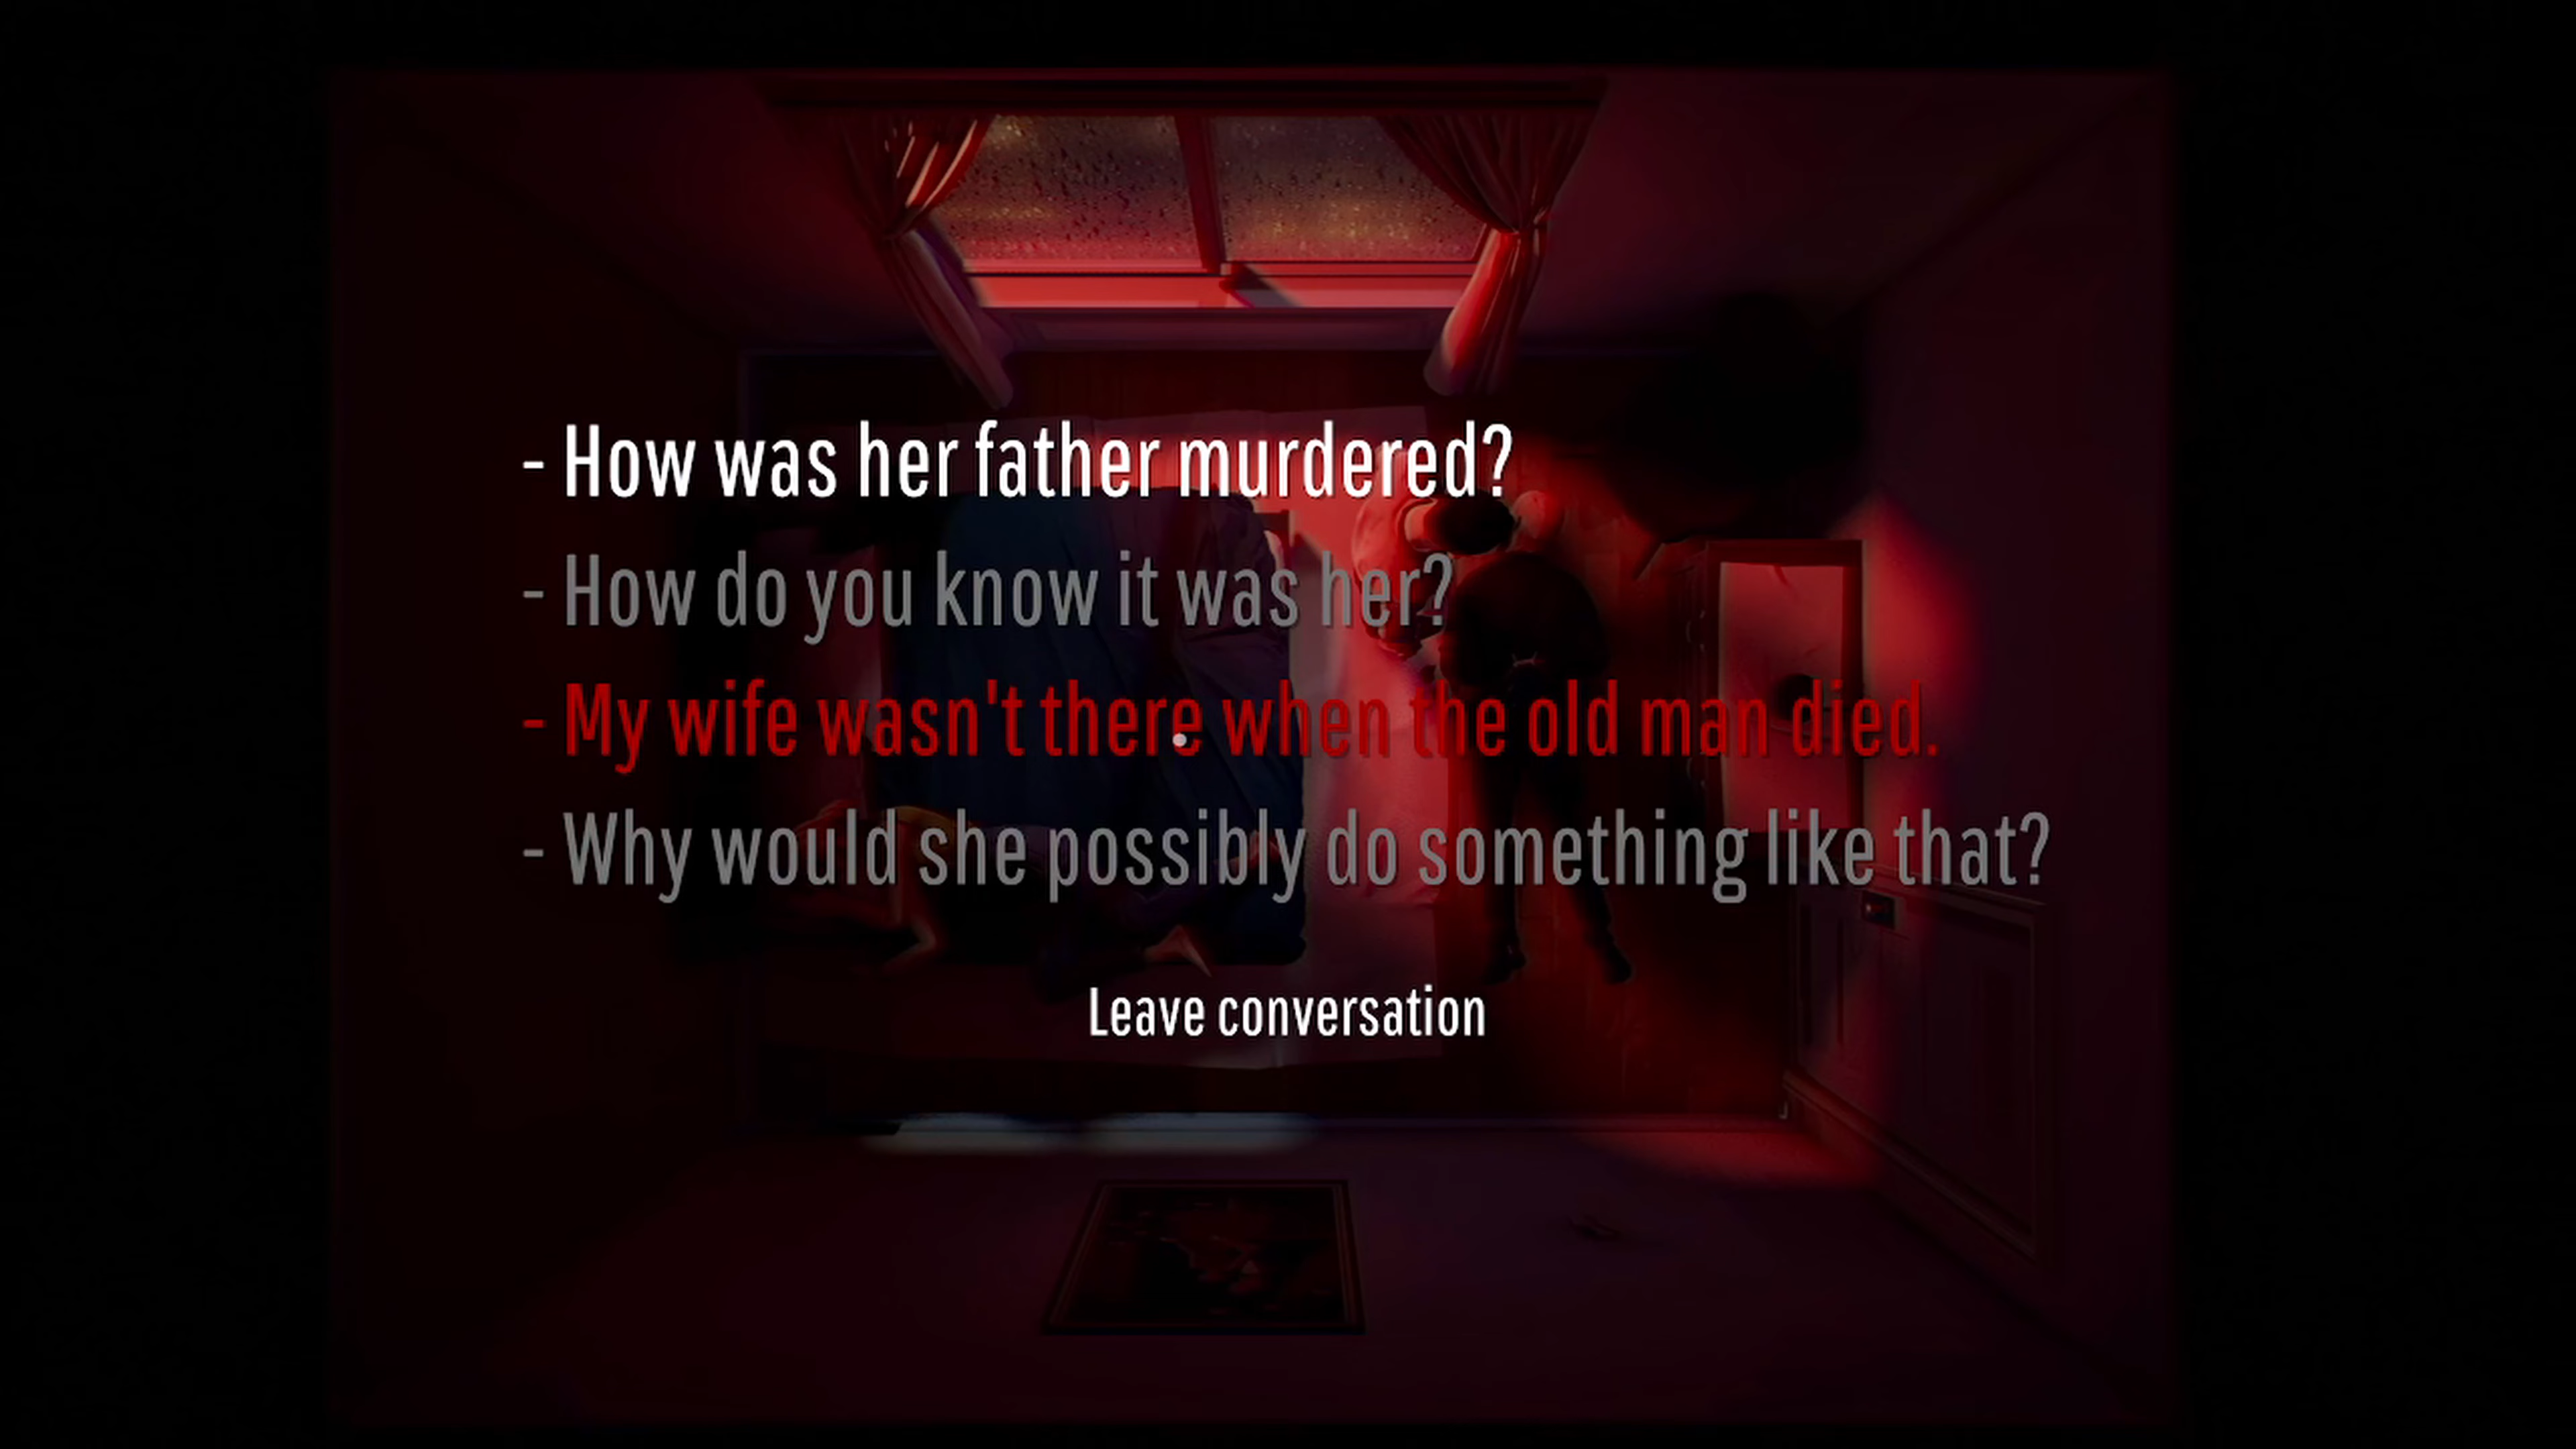 - How was her father murdered?
- How do you know it was her?
- My wife wasn't there when the old man died.
- Why would she possibly do something like that?
Leave conversation